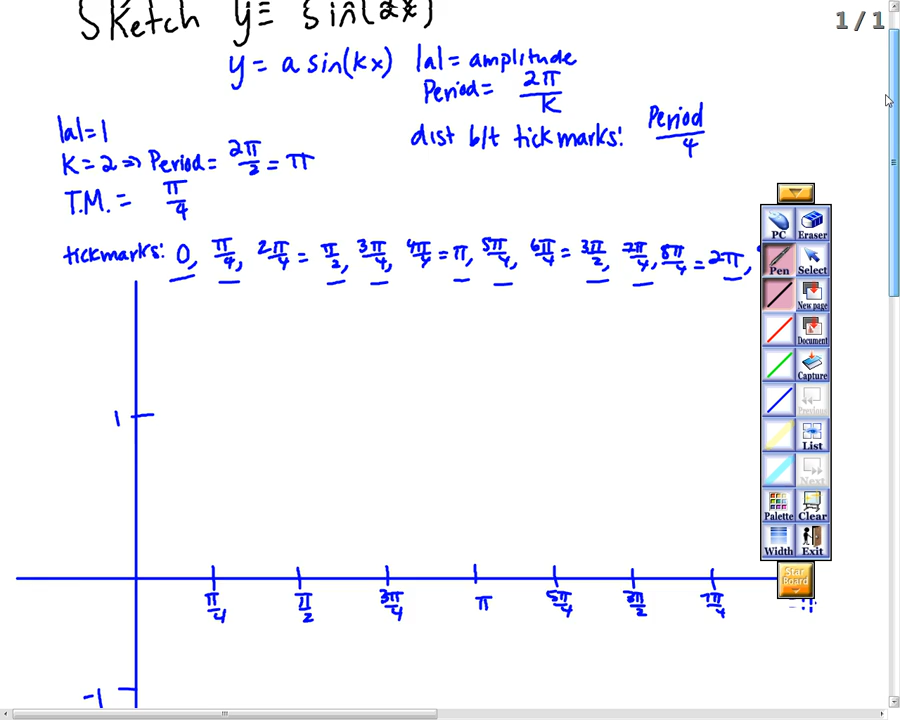 1 / 1
Sketch y = sin(2x)
y = a sin(kx) |a| = amplitude
Period = 2π/K
dist b/t tickmarks: Period/4
|a|=1
K = 2 ⇒ Period = 2π/2 = π
T.M. = π/4
tickmarks: 0, π/4, 2π/4 = π/2, 3π/4, 4π/4 = π, 5π/4, 6π/4 = 3π/2, 7π/4, 8π/4 = 2π,
PC Eraser
Pen Select
New page
Document
Capture
Previous
List
Next
Palette Clear
Width Exit
Star Board
1
π/4 π/2 3π/4 π 5π/4 3π/2 7π/4
-1